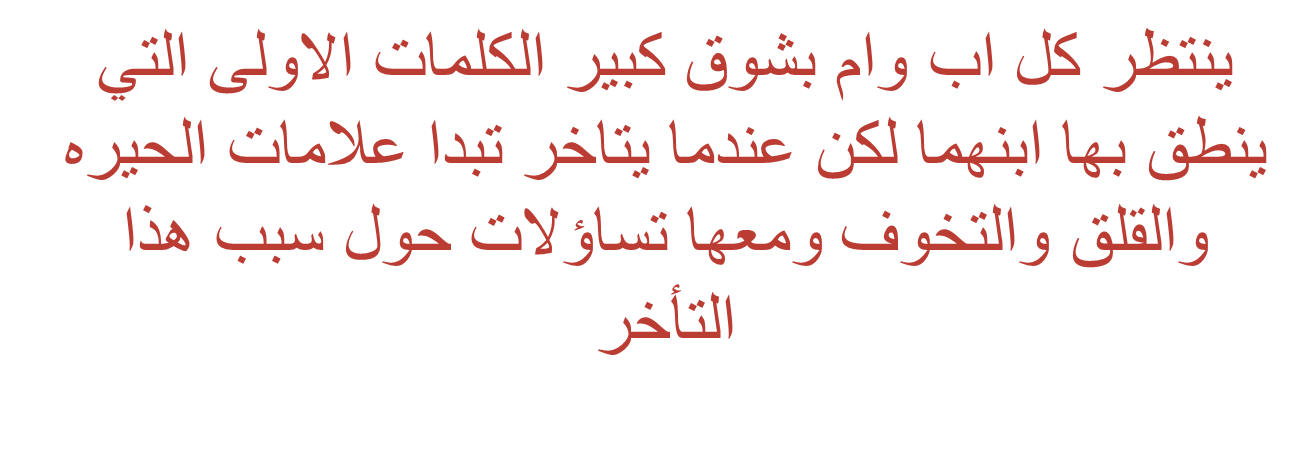 ينتظر كل اب وام بشوق كبير الكلمات الاولى التي
ينطق بها ابنهما لكن عندما يتاخر تبدا علامات الحيره
والقلق والتخوف ومعها تساؤلات حول سبب هذا
التأخر